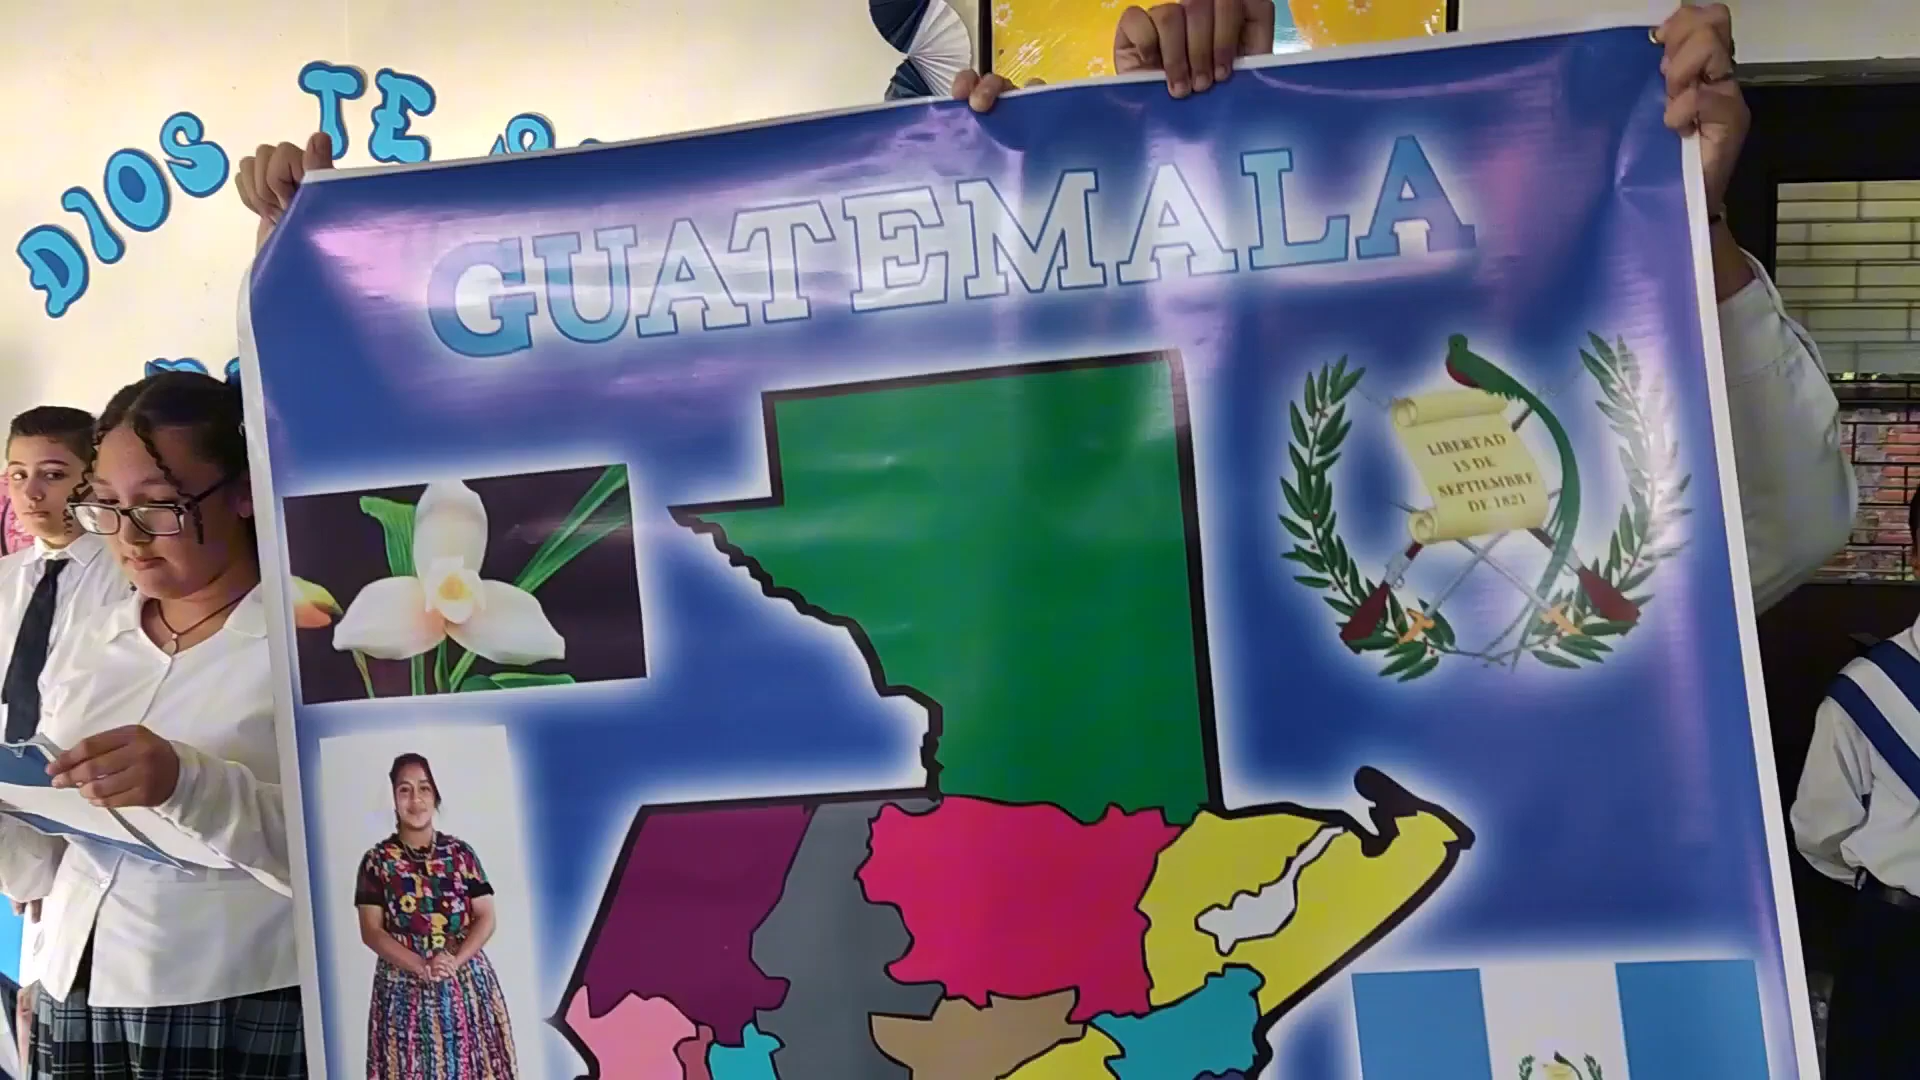 DIOS TE
GUATEMALA
LIBERTAD
15 DE
SEPTIEMBRE
DE 1821